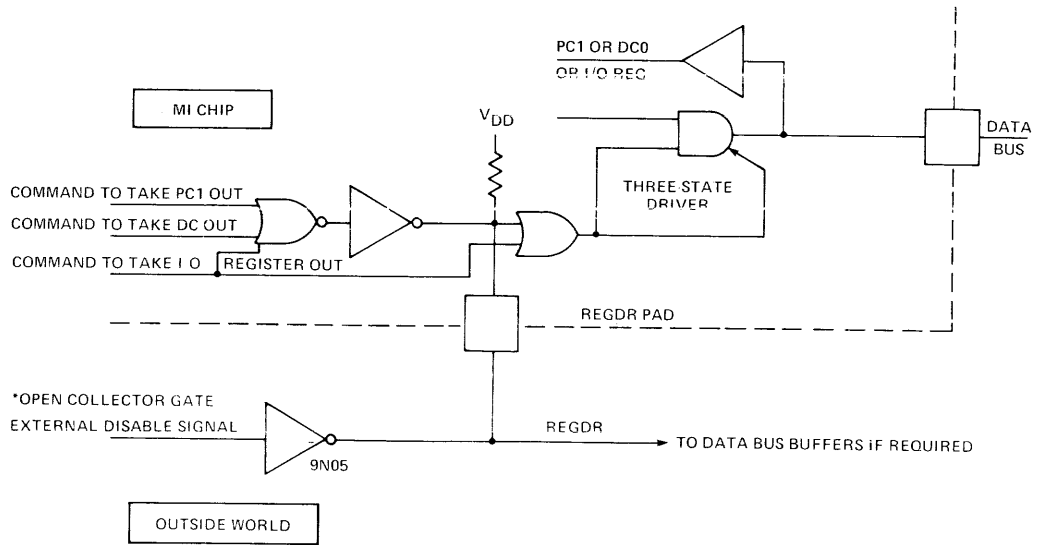 PC1 OR DC0
OR I/O REG
MI CHIP
VDD
DATA
BUS
THREE-STATE
DRIVER
COMMAND TO TAKE PC1 OUT
COMMAND TO TAKE DC OUT
COMMAND TO TAKE I O REGISTER OUT
REGDR PAD
*OPEN COLLECTOR GATE
EXTERNAL DISABLE SIGNAL
REGDR
TO DATA BUS BUFFERS IF REQUIRED
9N05
OUTSIDE WORLD